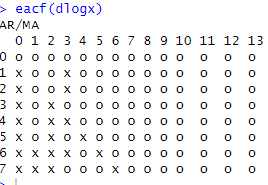 > eacf(dlogx)
AR/MA
0 1 2 3 4 5 6 7 8 9 10 11 12 13
0 o o o o o o o o o o o o o o
1 x o o x o o o o o o o o o o
2 x x o x o o o o o o o o o o
3 x o o x o o o o o o o o o o
4 x o x o o o o o o o o o o o
5 x o x o x o o o o o o o o o
6 x x x x o x o o o o o o o o
7 x x x x o o x o o o o o o o
>